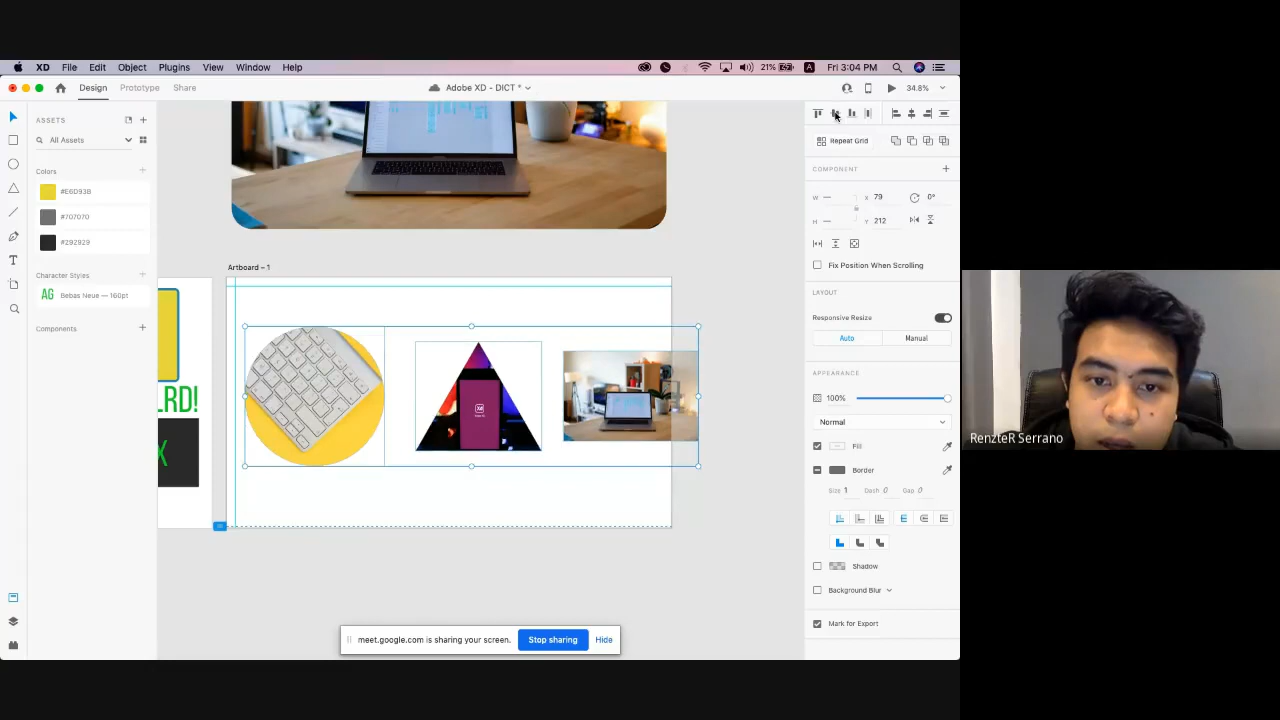 XD File Edit Object Plugins View Window Help
21% A Fri 3:04 PM
Design Prototype Share
Adobe XD - DICT *
34.8%
ASSETS
All Assets
Colors
#E6D93B
#707070
#2B2929
Character Styles
AG Bebas Neue — 160pt
Components
Artboard – 1
LRD!
X
Xd
Repeat Grid
COMPONENT
W — X 79 0°
H — Y 212
Fix Position When Scrolling
LAYOUT
Responsive Resize
Auto Manual
APPEARANCE
100%
Normal
Fill
Border
Size 1 Dash 0 Gap 0
Shadow
Background Blur
Mark for Export
meet.google.com is sharing your screen. Stop sharing Hide
RenzteR Serrano